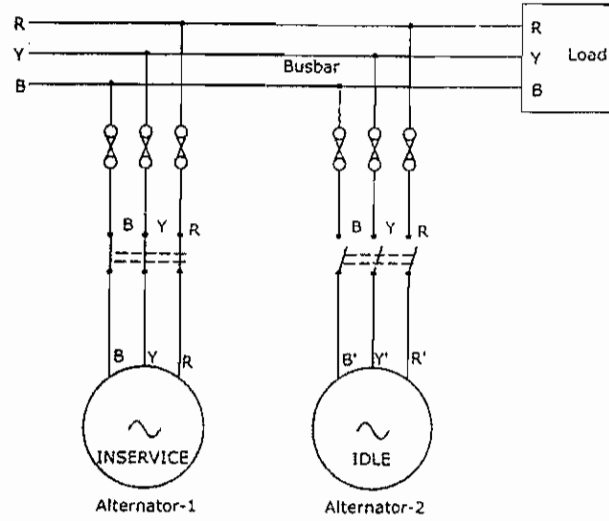 R R
Y Y Load
Busbar
B B
B Y R B Y R
B Y R B' Y' R'
INSERVICE IDLE
Alternator-1 Alternator-2